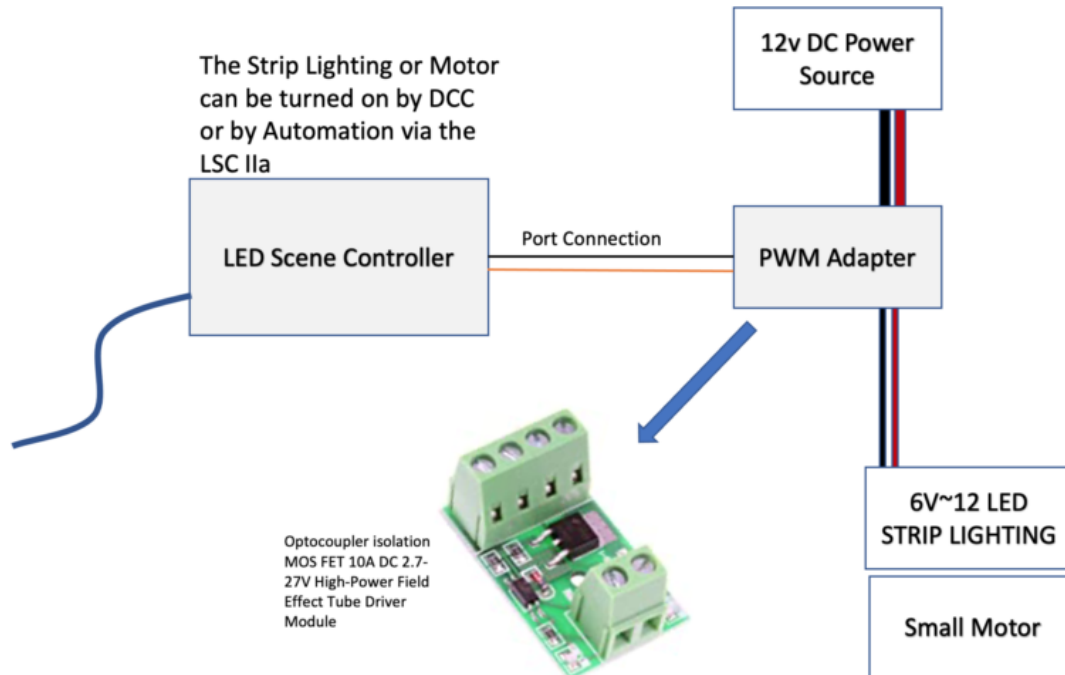 12v DC Power
Source
The Strip Lighting or Motor
can be turned on by DCC
or by Automation via the
LSC IIa
LED Scene Controller
Port Connection
PWM Adapter
Optocoupler isolation
MOS FET 10A DC 2.7-
27V High-Power Field
Effect Tube Driver
Module
6V~12 LED
STRIP LIGHTING
Small Motor